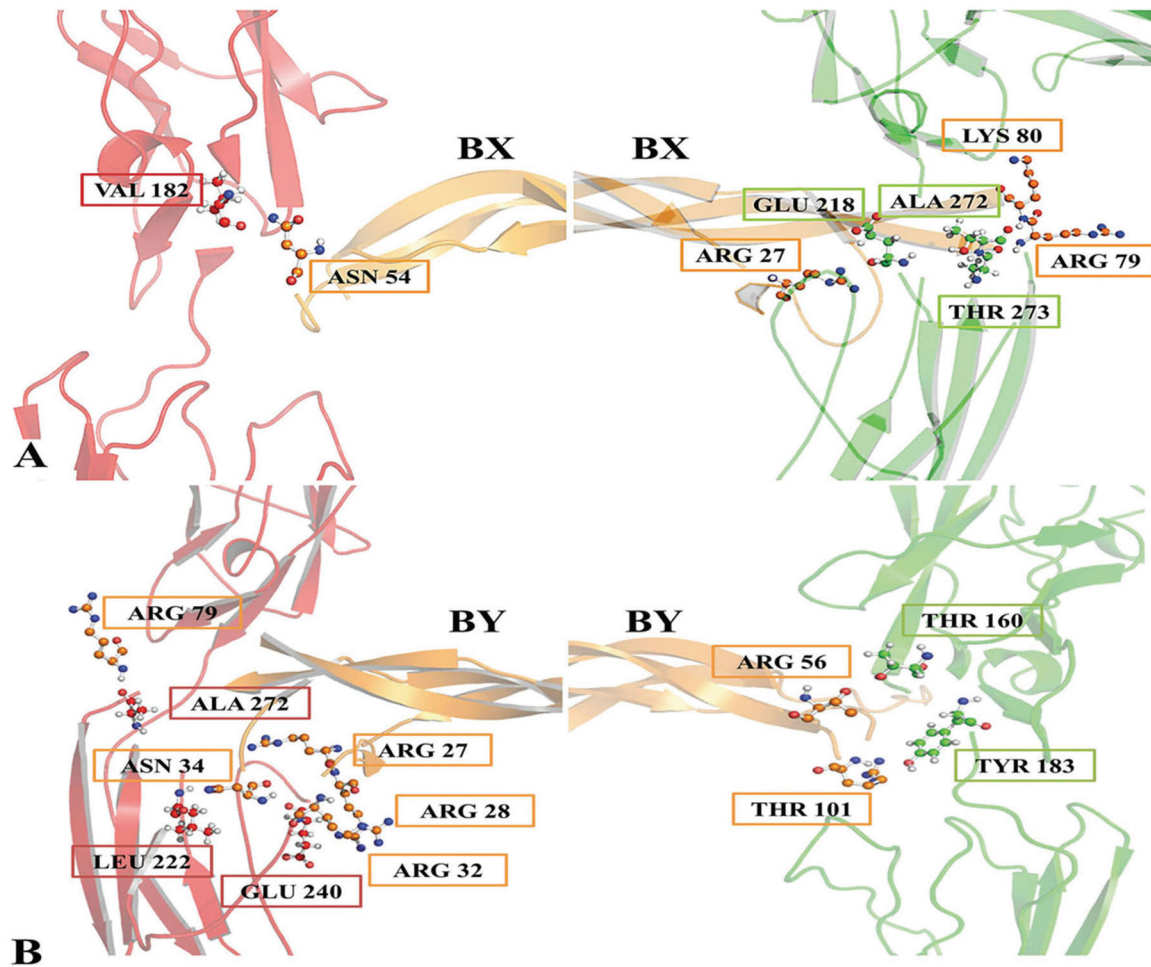 BX
VAL 182
ASN 54
A
BX
LYS 80
GLU 218
ALA 272
ARG 27
ARG 79
THR 273
ARG 79
BY
ALA 272
ASN 34
ARG 27
ARG 28
LEU 222
ARG 32
GLU 240
B
BY
THR 160
ARG 56
TYR 183
THR 101